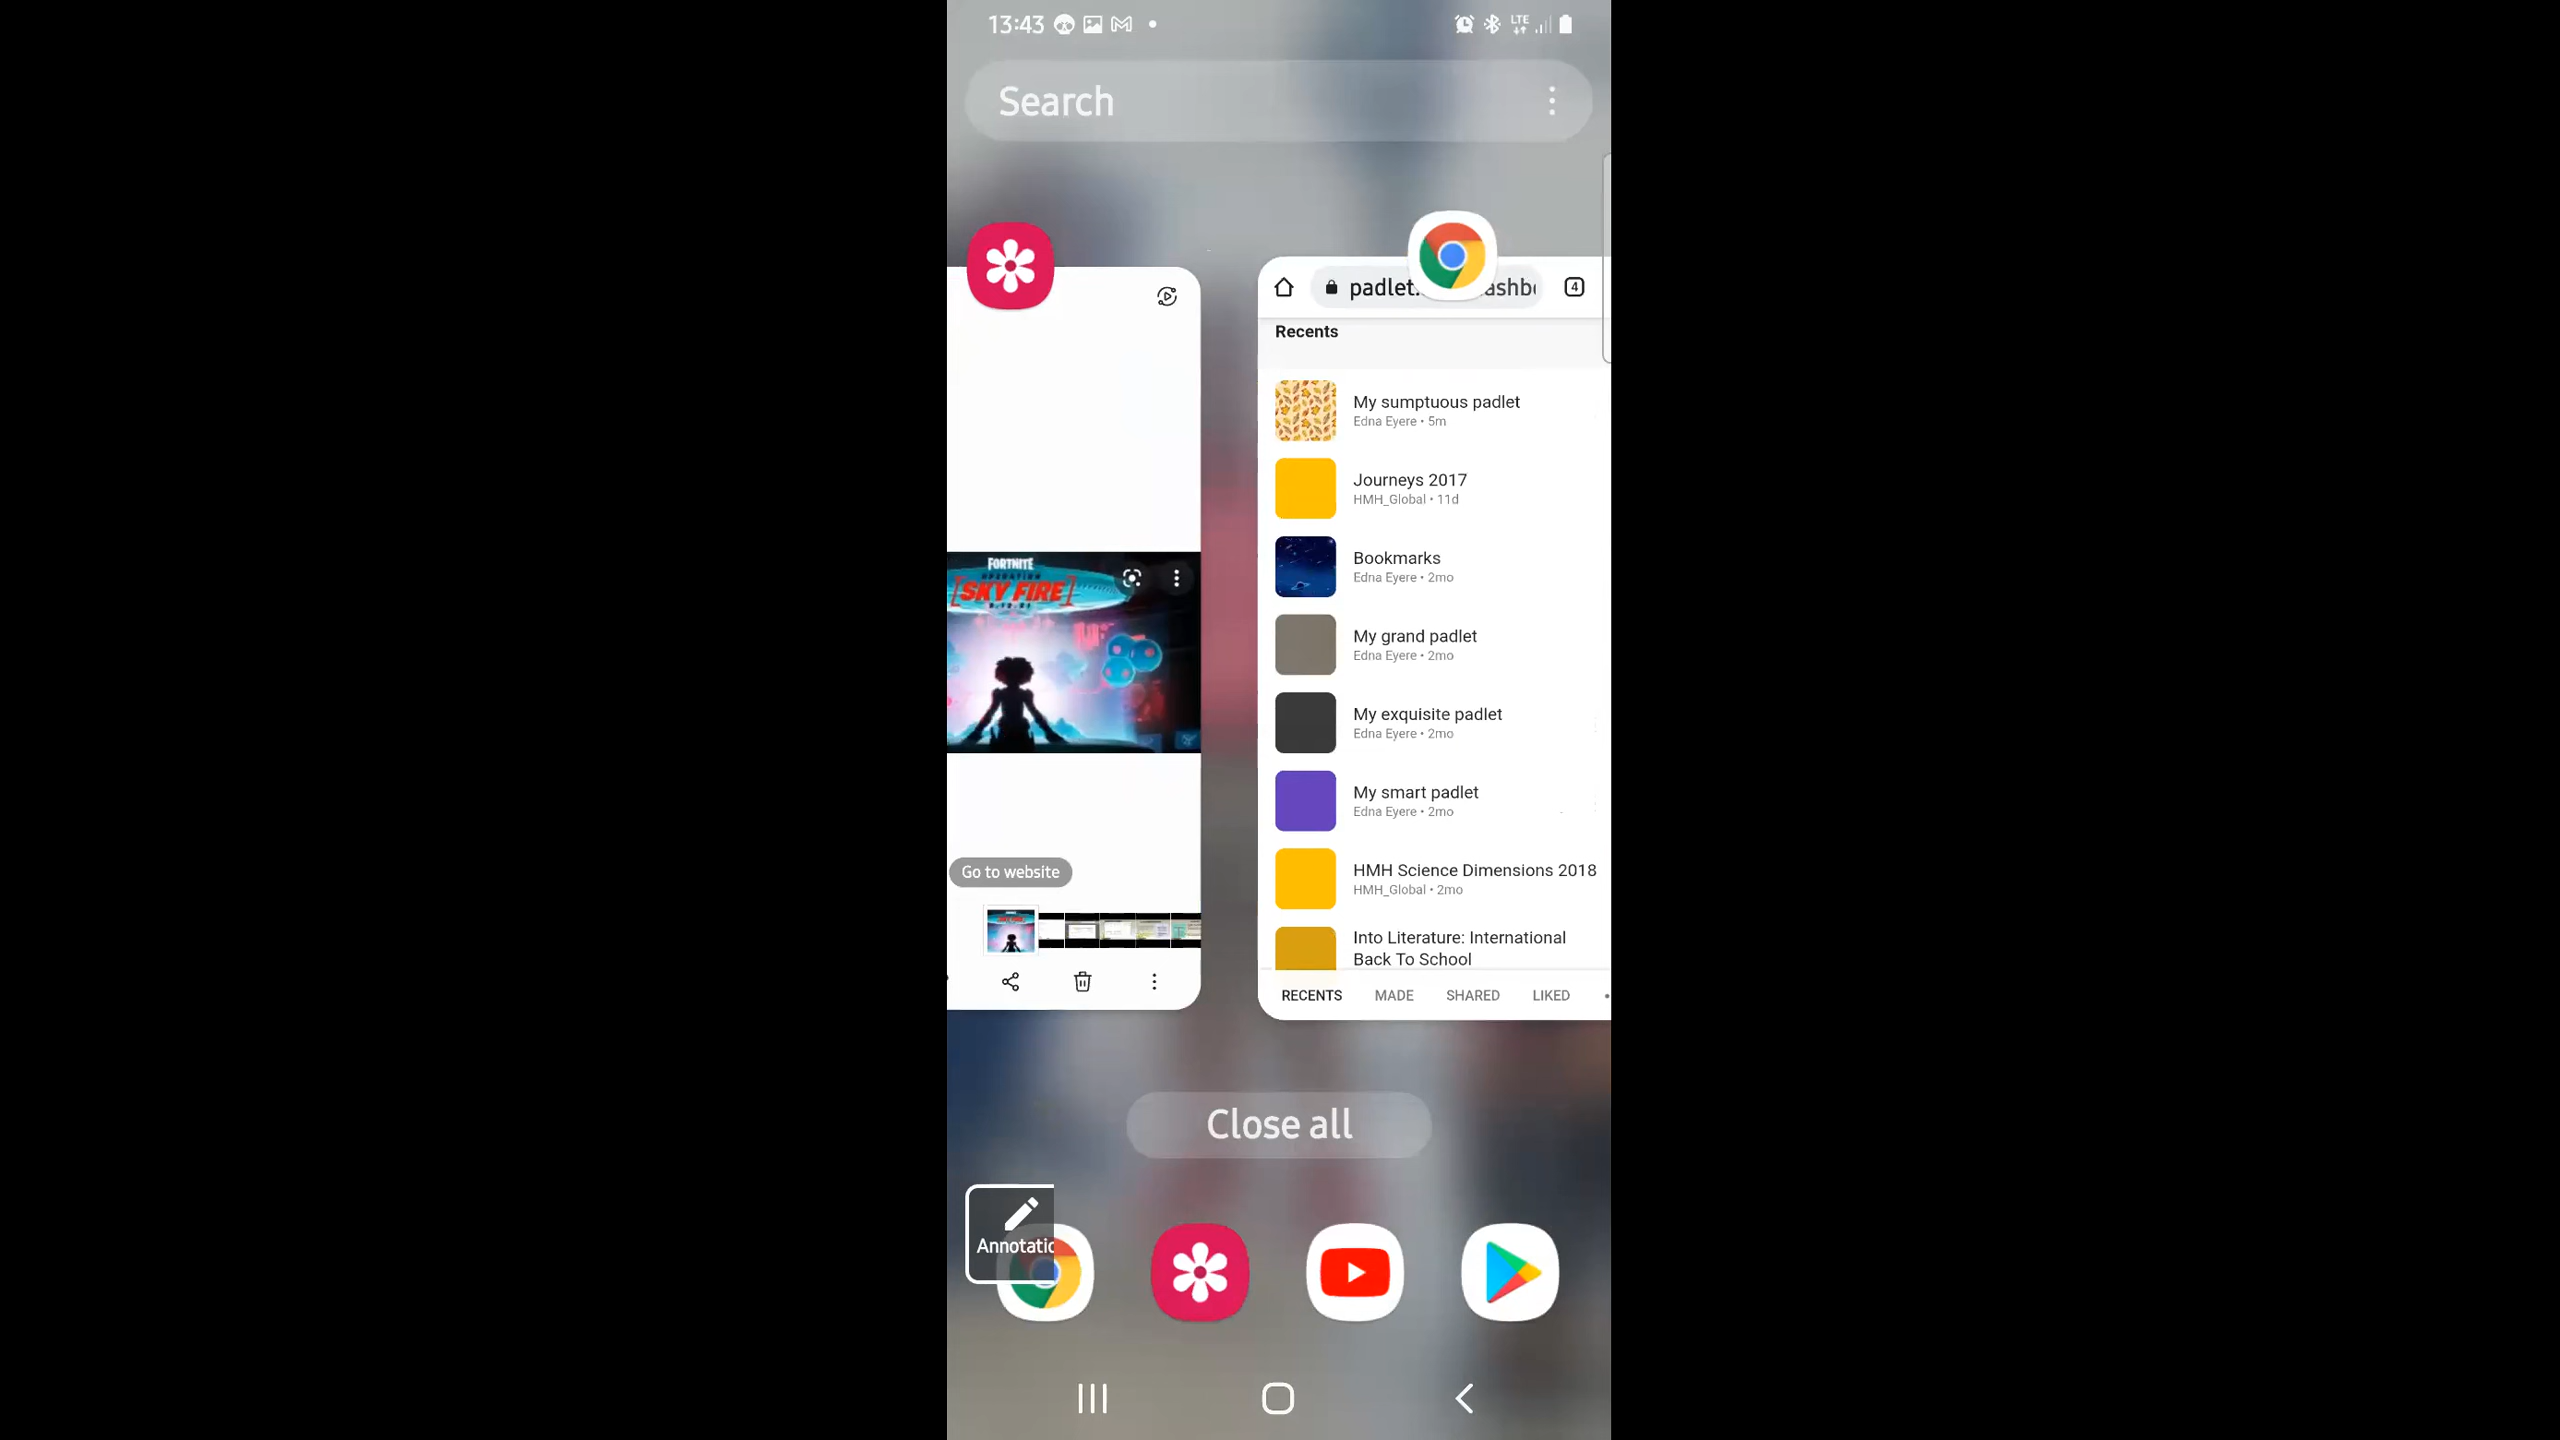 13:43
LTE
Search
padlet.
ashb
4
Recents
My sumptuous padlet
Edna Eyere • 5m
Journeys 2017
HMH_Global • 11d
Bookmarks
Edna Eyere • 2mo
My grand padlet
Edna Eyere • 2mo
My exquisite padlet
Edna Eyere • 2mo
My smart padlet
Edna Eyere • 2mo
HMH Science Dimensions 2018
HMH_Global • 2mo
Into Literature: International
Back To School
RECENTS MADE SHARED LIKED
FORTNITE
OPERATION
[SKY FIRE]
Go to website
Close all
Annotatic